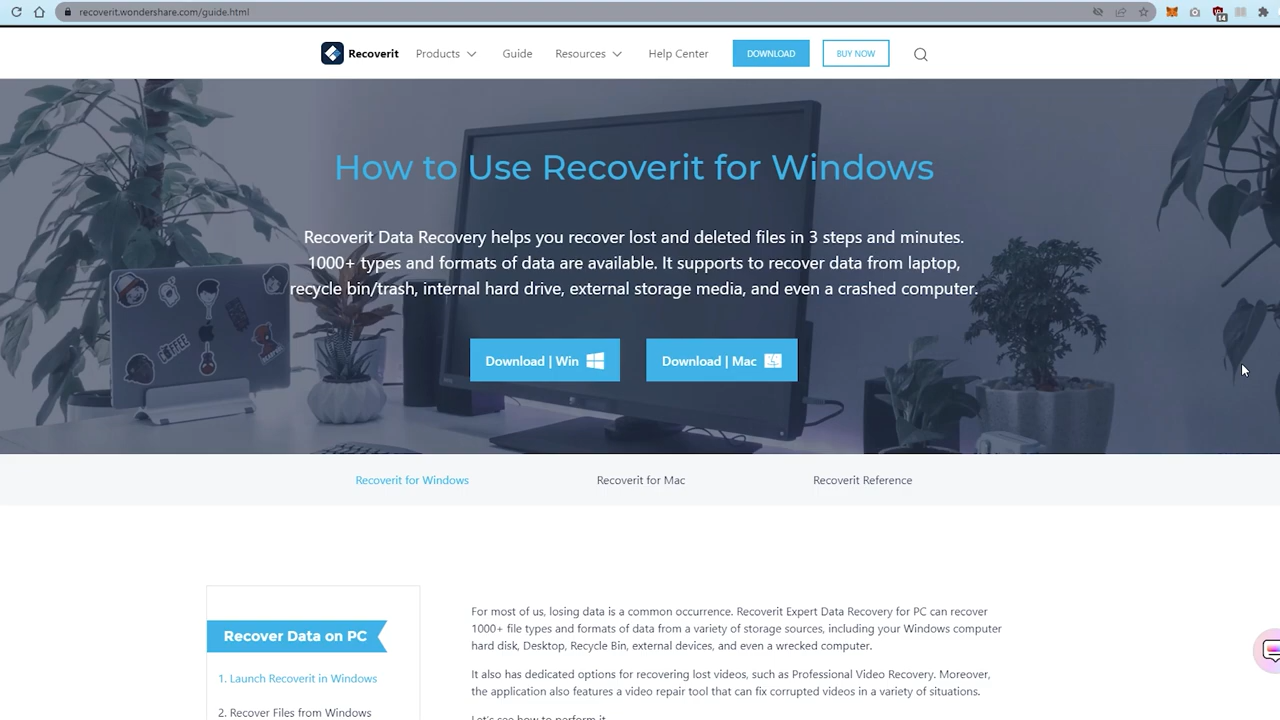 recoverit.wondershare.com/guide.html
14
Recoverit
Products
Guide
Resources
Help Center
DOWNLOAD
BUY NOW
How to Use Recoverit for Windows
Recoverit Data Recovery helps you recover lost and deleted files in 3 steps and minutes.
1000+ types and formats of data are available. It supports to recover data from laptop,
recycle bin/trash, internal hard drive, external storage media, and even a crashed computer.
Download | Win
Download | Mac
Recoverit for Windows
Recoverit for Mac
Recoverit Reference
Recover Data on PC
1. Launch Recoverit in Windows
2. Recover Files from Windows
For most of us, losing data is a common occurrence. Recoverit Expert Data Recovery for PC can recover
1000+ file types and formats of data from a variety of storage sources, including your Windows computer
hard disk, Desktop, Recycle Bin, external devices, and even a wrecked computer.
It also has dedicated options for recovering lost videos, such as Professional Video Recovery. Moreover,
the application also features a video repair tool that can fix corrupted videos in a variety of situations.
Let's see how to perform it.